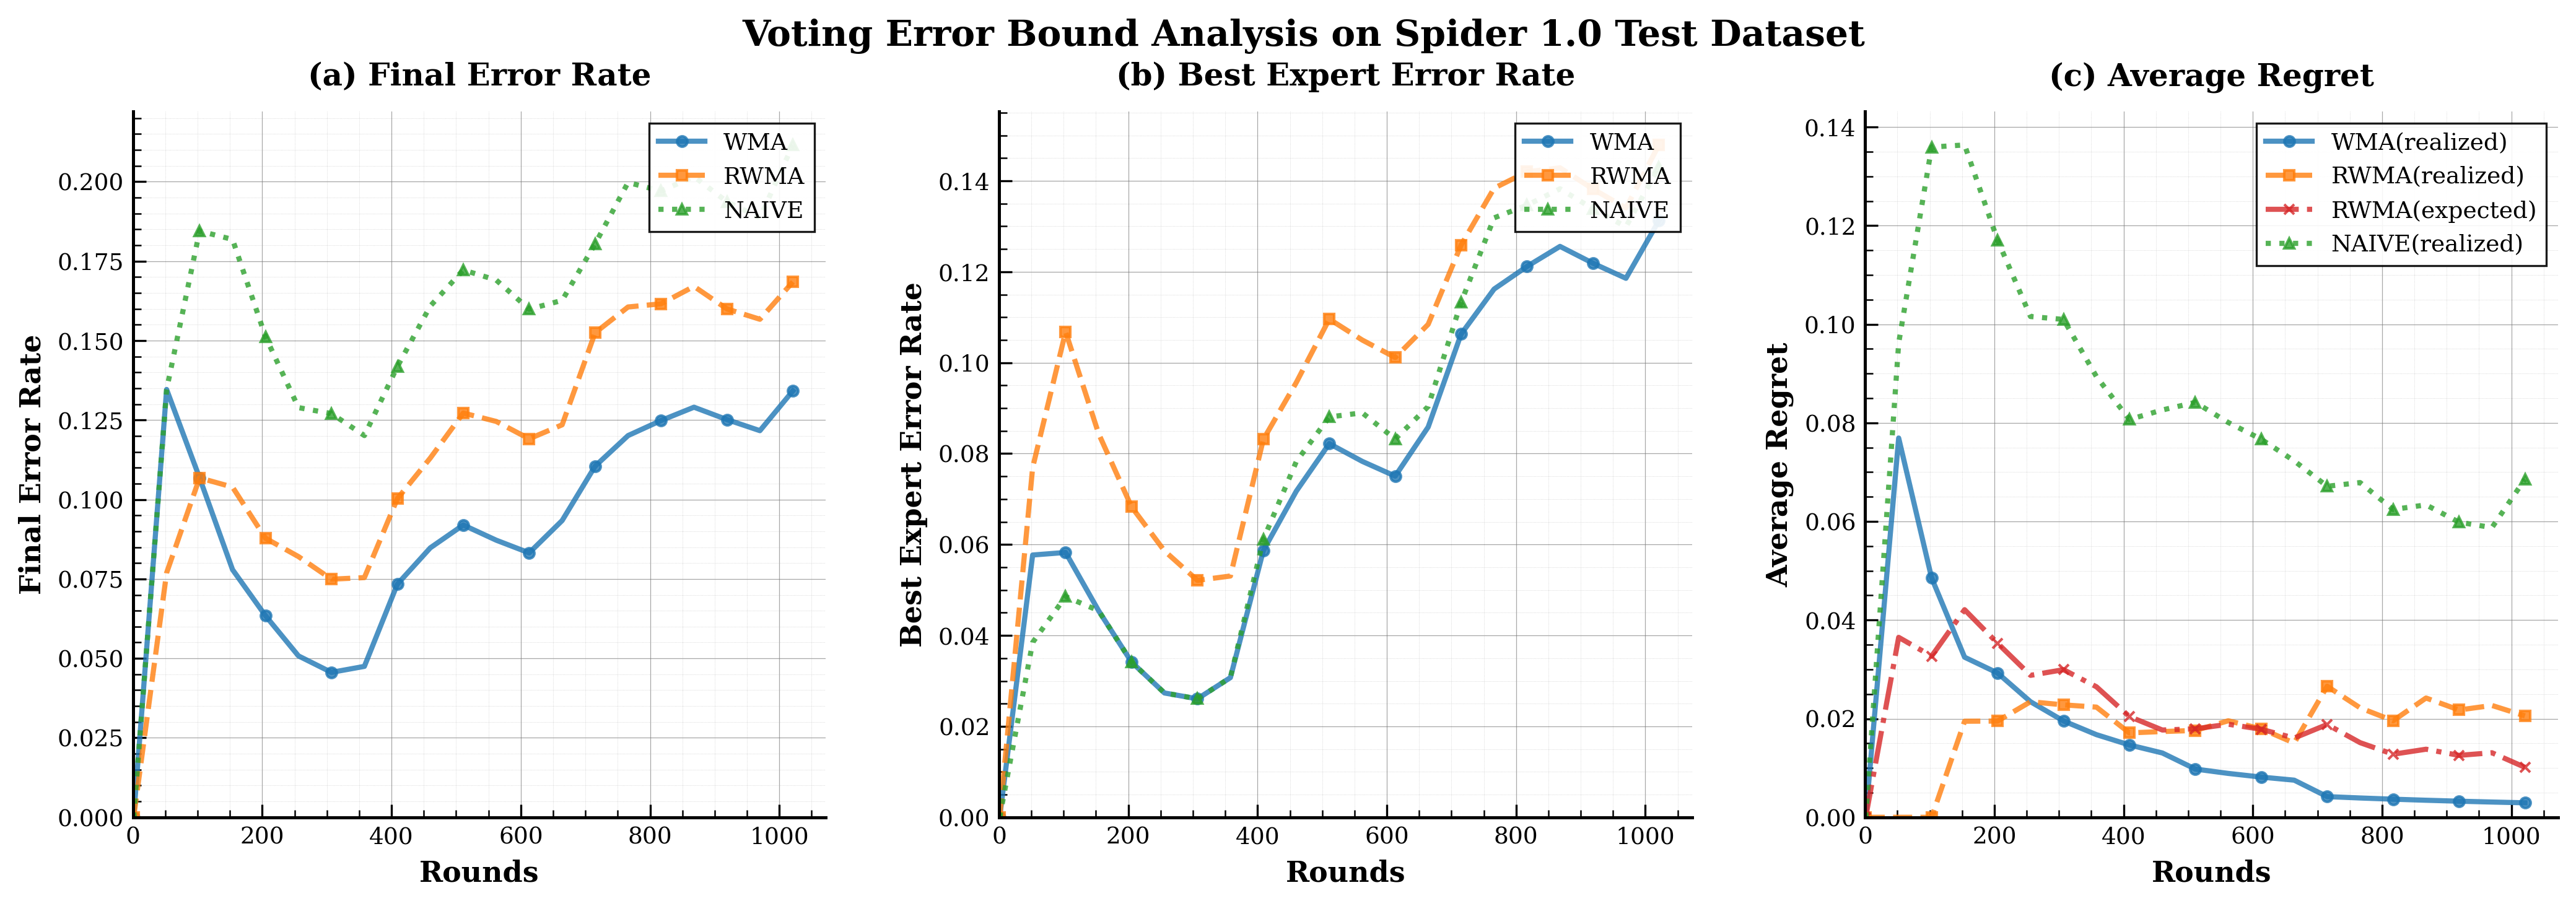 Voting Error Bound Analysis on Spider 1.0 Test Dataset
(a) Final Error Rate
Final Error Rate
0.200
0.175
0.150
0.125
0.100
0.075
0.050
0.025
0.000
0 200 400 600 800 1000
Rounds
WMA
RWMA
NAIVE
(b) Best Expert Error Rate
Best Expert Error Rate
0.14
0.12
0.10
0.08
0.06
0.04
0.02
0.00
0 200 400 600 800 1000
Rounds
WMA
RWMA
NAIVE
(c) Average Regret
Average Regret
0.14
0.12
0.10
0.08
0.06
0.04
0.02
0.00
0 200 400 600 800 1000
Rounds
WMA(realized)
RWMA(realized)
RWMA(expected)
NAIVE(realized)